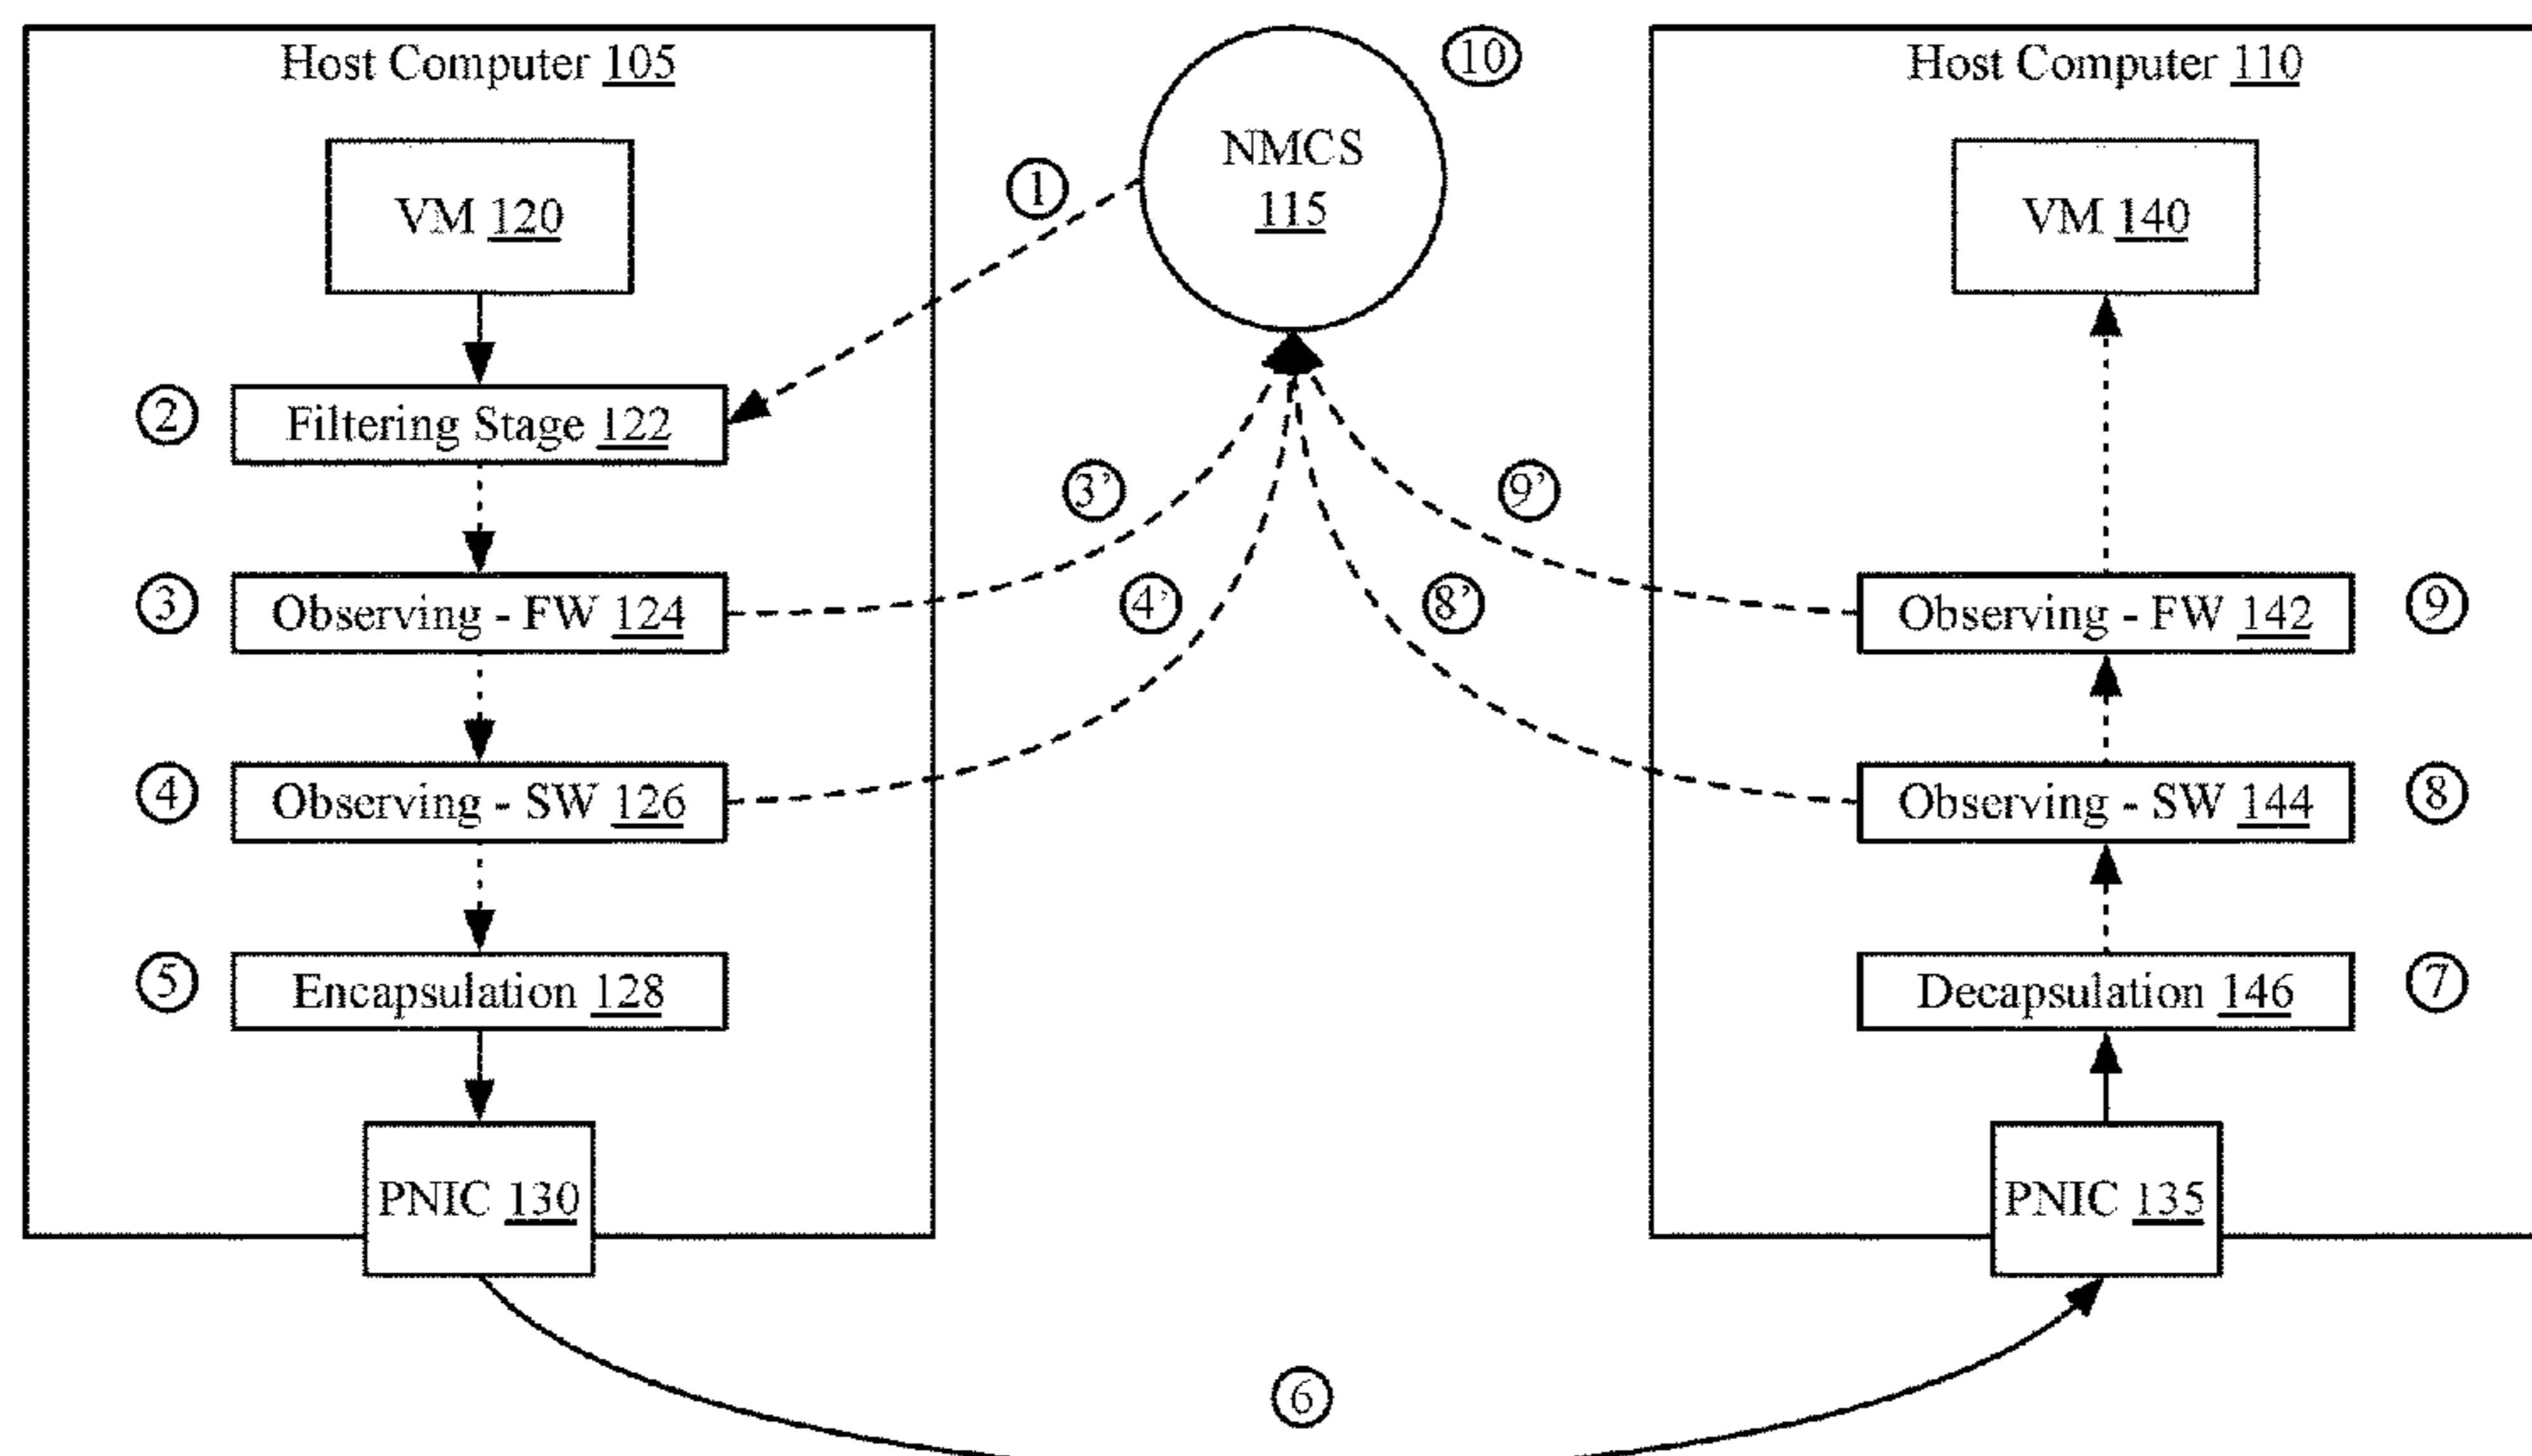 Host Computer 105
VM 120
② Filtering Stage 122
③ Observing - FW 124
④ Observing - SW 126
⑤ Encapsulation 128
PNIC 130
①
NMCS
115
⑩
3’
4’
9’
8’
⑥
Host Computer 110
VM 140
Observing - FW 142 ⑨
Observing - SW 144 ⑧
Decapsulation 146 ⑦
PNIC 135